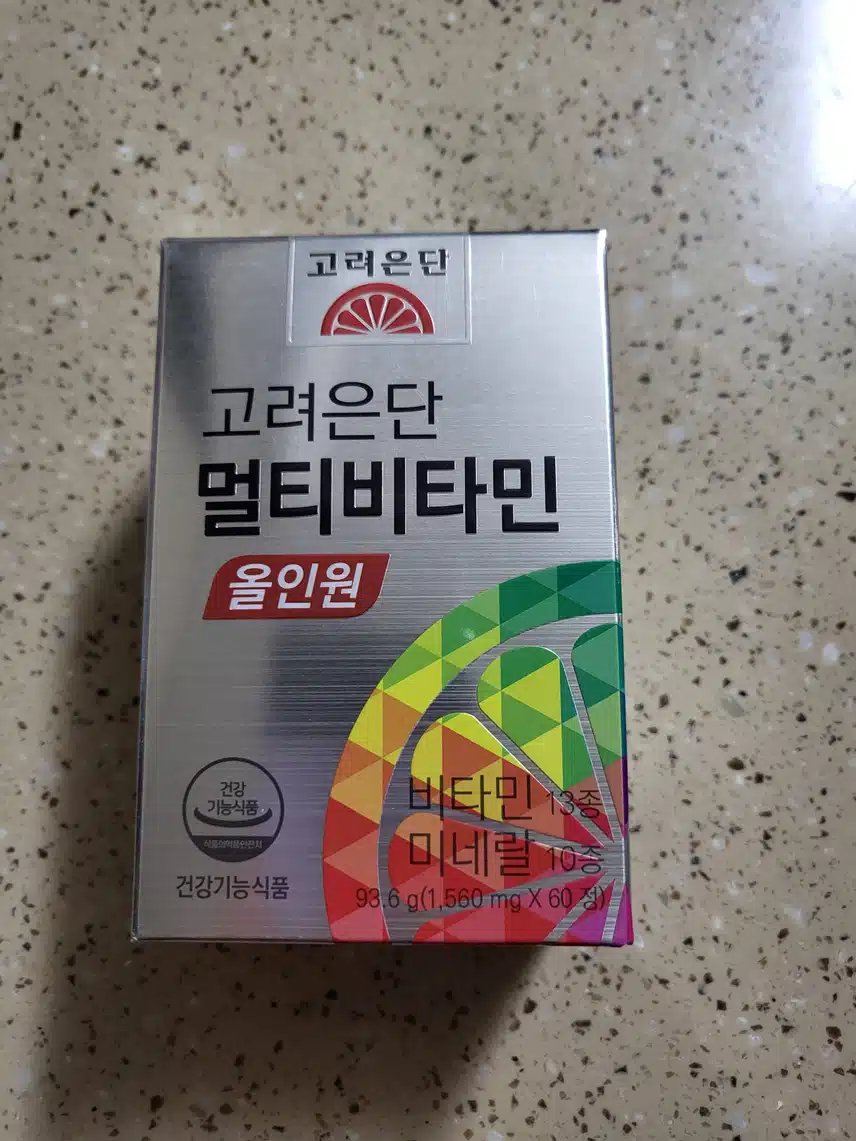 고려은단
고려은단
멀티비타민
올인원
건강
기능식품
식품의약품안전처
건강기능식품
비타민 13종
미네랄 10종
93.6 g(1,560 mg X 60 정)